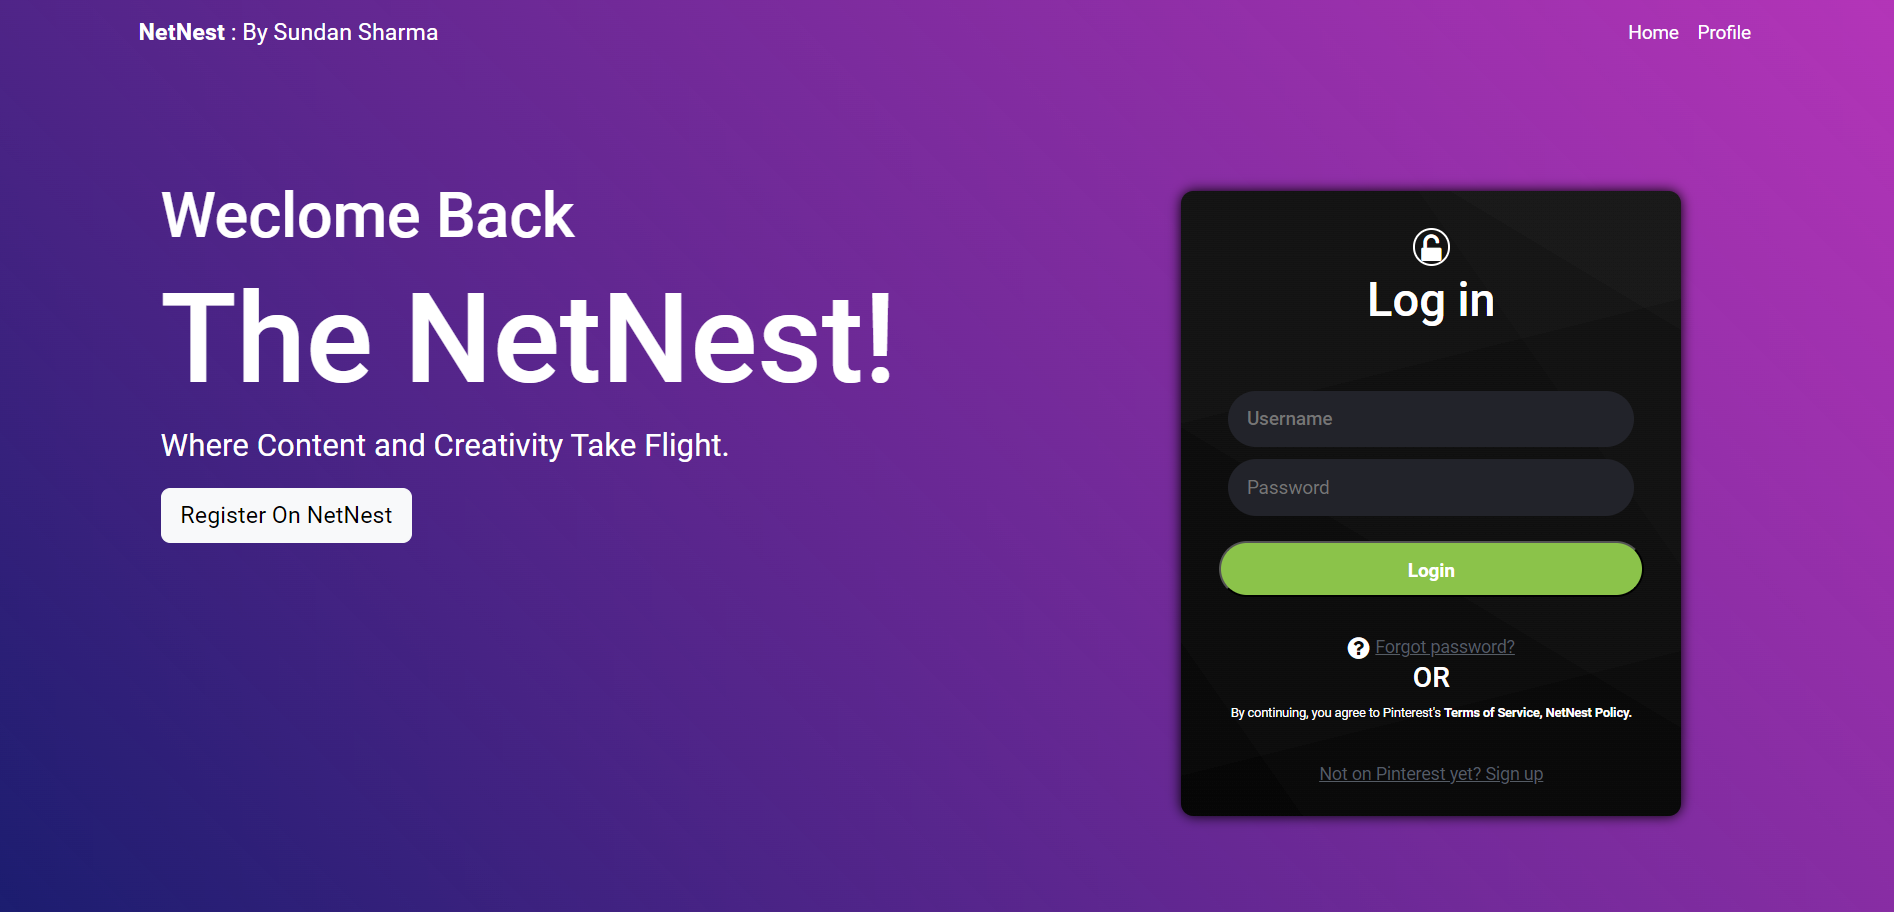 NetNest : By Sundan Sharma
Home Profile
Weclome Back
The NetNest!
Where Content and Creativity Take Flight.
Register On NetNest
Log in
Username
Password
Login
? Forgot password?
OR
By continuing, you agree to Pinterest's Terms of Service, NetNest Policy.
Not on Pinterest yet? Sign up